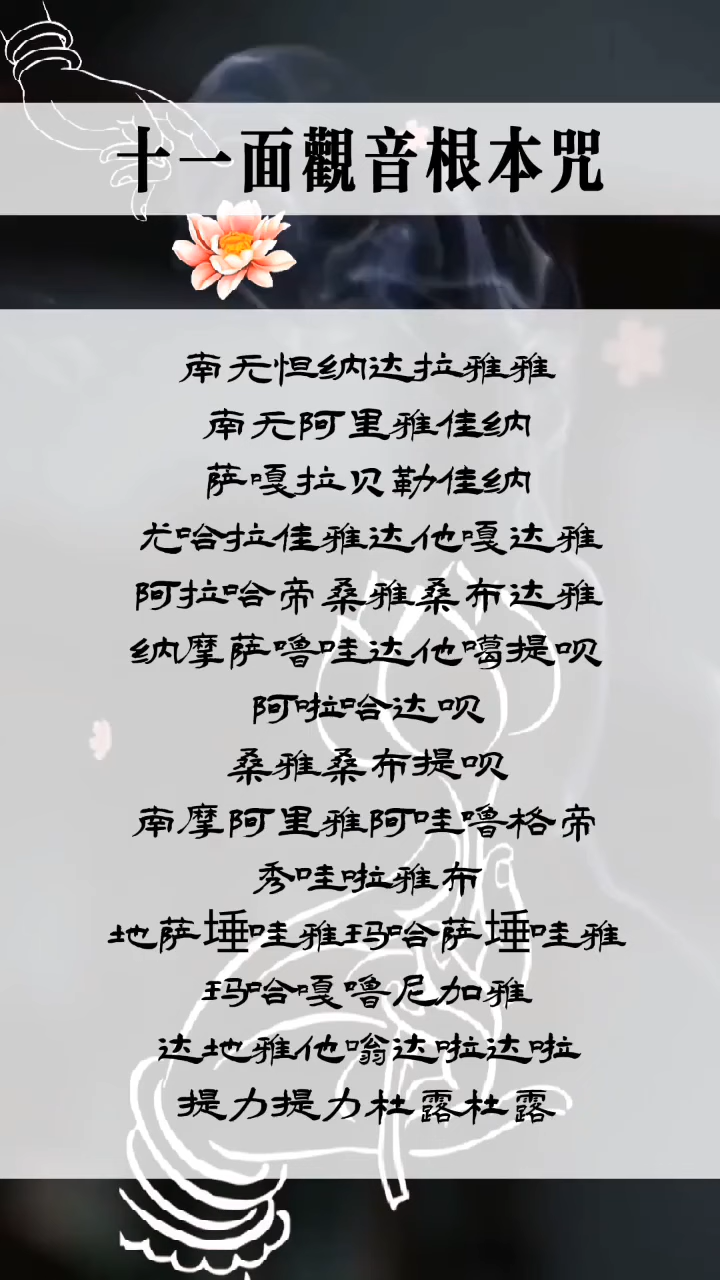 十一面觀音根本咒
南无怛纳达拉雅雅
南无阿里雅佳纳
萨嘎拉贝勒佳纳
尤哈拉佳雅达他嘎达雅
阿拉哈帝桑雅桑布达雅
纳摩萨噜哇达他噶提呗
阿啦哈达呗
桑雅桑布提呗
南摩阿里雅阿哇噜格帝
秀哇啦雅布
地萨埵哇雅玛哈萨埵哇雅
玛哈嘎噜尼加雅
达地雅他嗡达啦达啦
提力提力杜露杜露